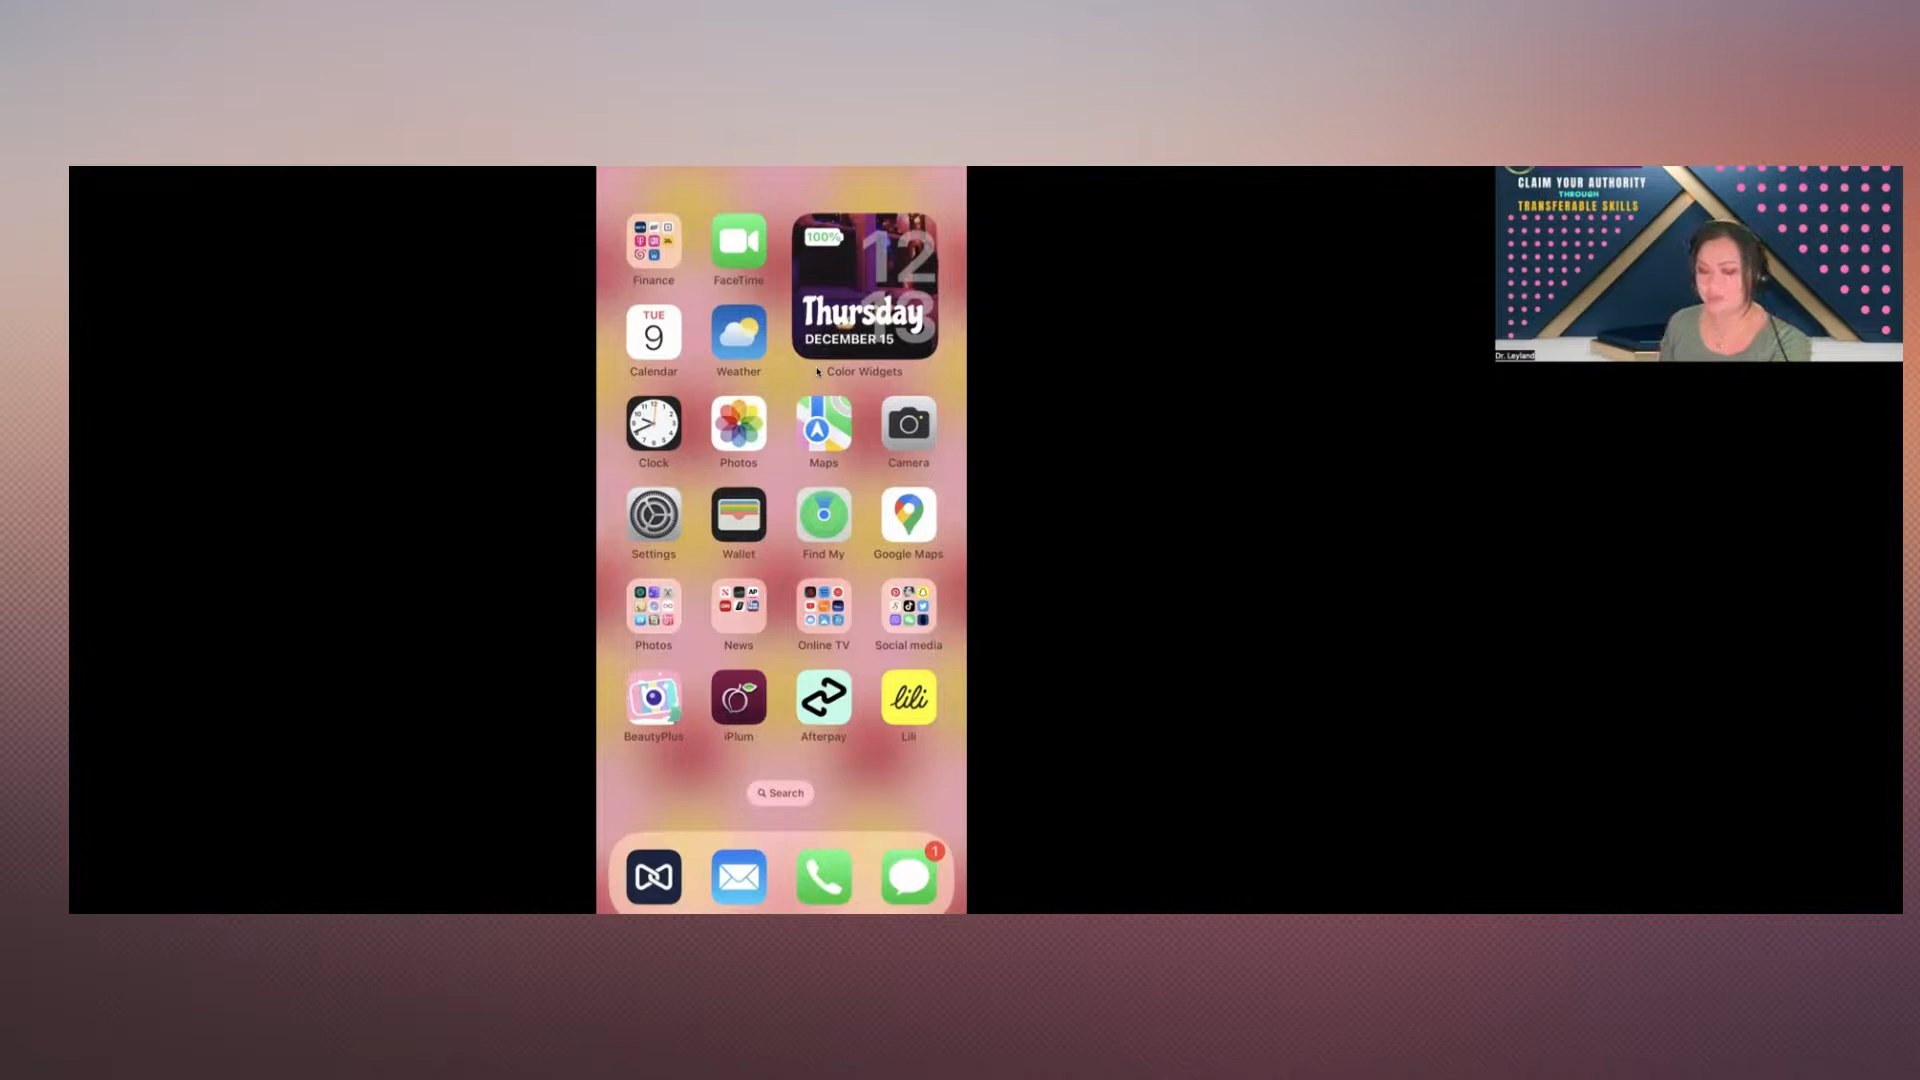 CLAIM YOUR AUTHORITY
THROUGH
TRANSFERABLE SKILLS
Dr. Leyland
100%
12
13
Thursday
DECEMBER 15
Finance
FaceTime
Color Widgets
TUE
9
Calendar
Weather
Clock
Photos
Maps
Camera
Settings
Wallet
Find My
Google Maps
Photos
News
Online TV
Social media
BeautyPlus
iPlum
Afterpay
lili
Lili
Search
1